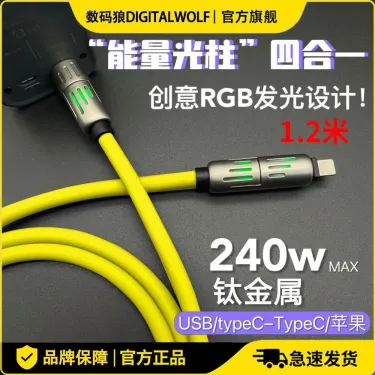 数码狼DIGITALWOLF | 官方旗舰
“能量光柱”四合一
创意RGB发光设计！
1.2米
240w MAX
钛金属
USB/typeC-TypeC/苹果
品牌保障 | 官方正品
急速发货